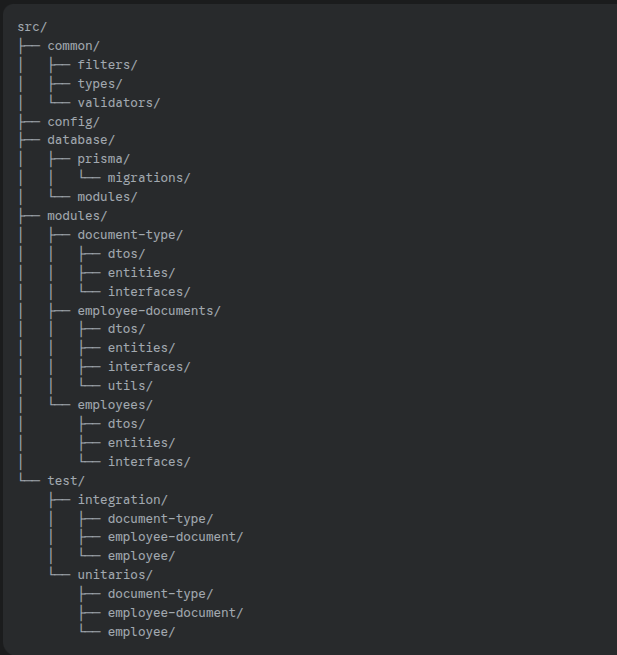 src/
├── common/
│   ├── filters/
│   ├── types/
│   └── validators/
├── config/
├── database/
│   ├── prisma/
│   │   └── migrations/
│   └── modules/
├── modules/
│   ├── document-type/
│   │   ├── dtos/
│   │   ├── entities/
│   │   └── interfaces/
│   ├── employee-documents/
│   │   ├── dtos/
│   │   ├── entities/
│   │   ├── interfaces/
│   │   └── utils/
│   └── employees/
│       ├── dtos/
│       ├── entities/
│       └── interfaces/
└── test/
    ├── integration/
    │   ├── document-type/
    │   ├── employee-document/
    │   └── employee/
    └── unitarios/
        ├── document-type/
        ├── employee-document/
        └── employee/